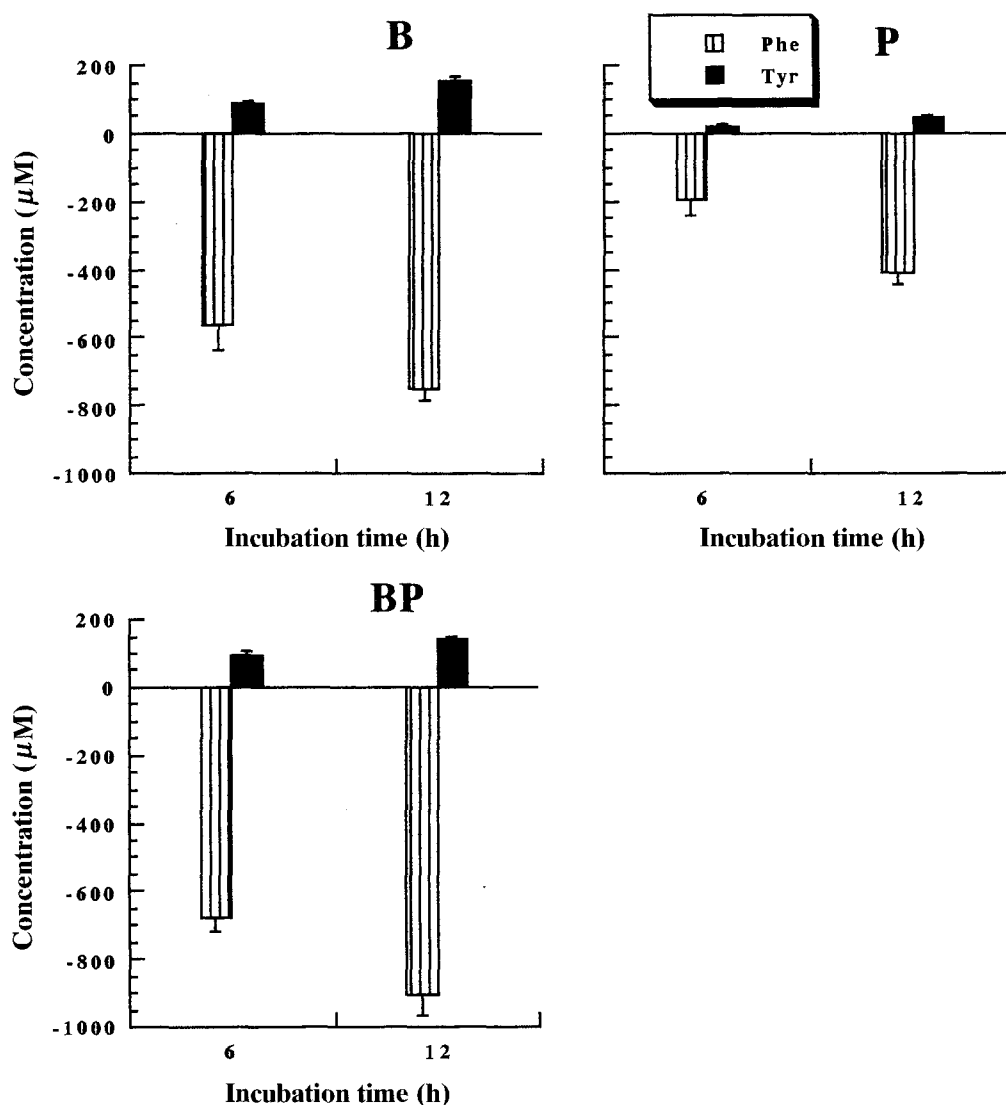 B
200
0
-200
-400
-600
-800
-1000
Concentration (μM)
6 12
Incubation time (h)
P
Phe
Tyr
6 12
Incubation time (h)
BP
200
0
-200
-400
-600
-800
-1000
Concentration (μM)
6 12
Incubation time (h)